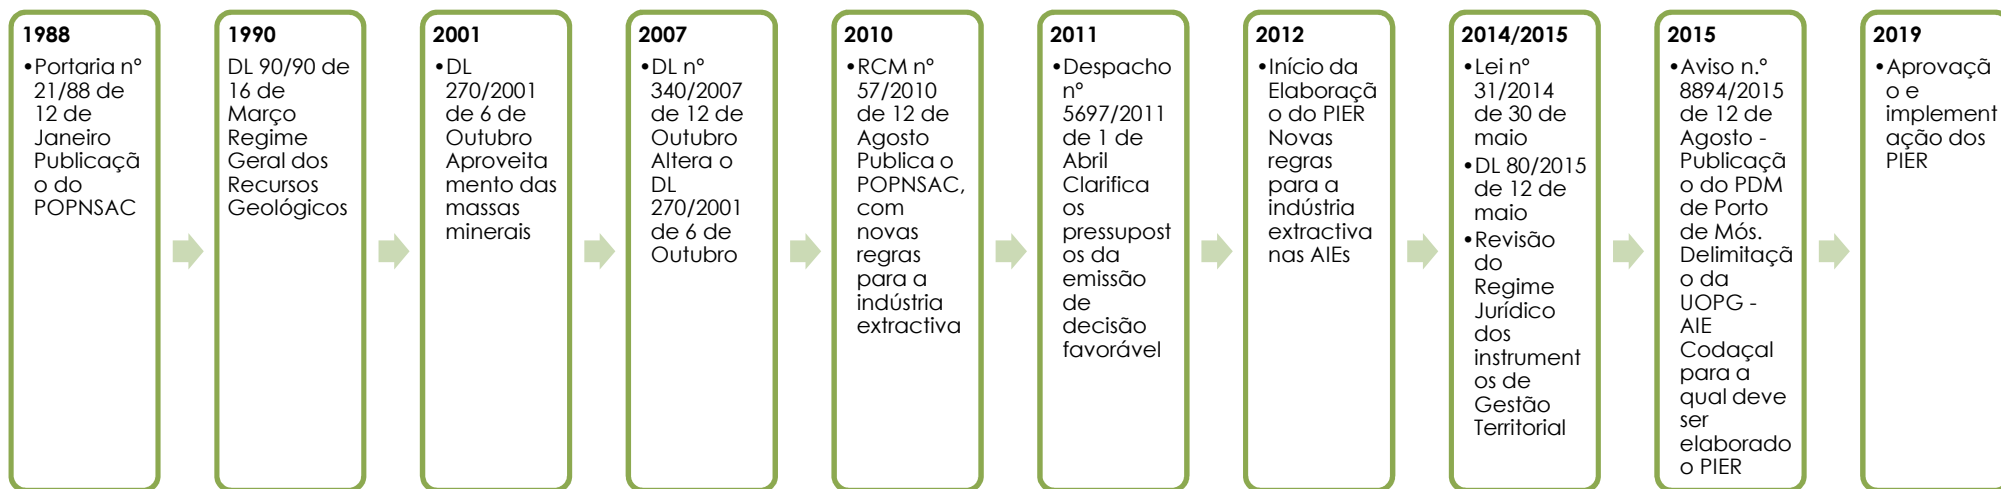 1988
•Portaria nº
21/88 de
12 de
Janeiro
Publicaçã
o do
POPNSAC
1990
DL 90/90 de
16 de
Março
Regime
Geral dos
Recursos
Geológicos
2001
•DL
270/2001
de 6 de
Outubro
Aproveita
mento das
massas
minerais
2007
•DL nº
340/2007
de 12 de
Outubro
Altera o
DL
270/2001
de 6 de
Outubro
2010
•RCM nº
57/2010
de 12 de
Agosto
Publica o
POPNSAC,
com
novas
regras
para a
indústria
extractiva
2011
•Despacho
nº
5697/2011
de 1 de
Abril
Clarifica
os
pressupost
os da
emissão
de
decisão
favorável
2012
•Início da
Elaboraçã
o do PIER
Novas
regras
para a
indústria
extractiva
nas AIEs
2014/2015
•Lei nº
31/2014
de 30 de
maio
•DL 80/2015
de 12 de
maio
•Revisão
do
Regime
Jurídico
dos
instrument
os de
Gestão
Territorial
2015
•Aviso n.º
8894/2015
de 12 de
Agosto -
Publicaçã
o do PDM
de Porto
de Mós.
Delimitaçã
o da
UOPG -
AIE
Codaçal
para a
qual deve
ser
elaborado
o PIER
2019
•Aprovaçã
o e
implement
ação dos
PIER